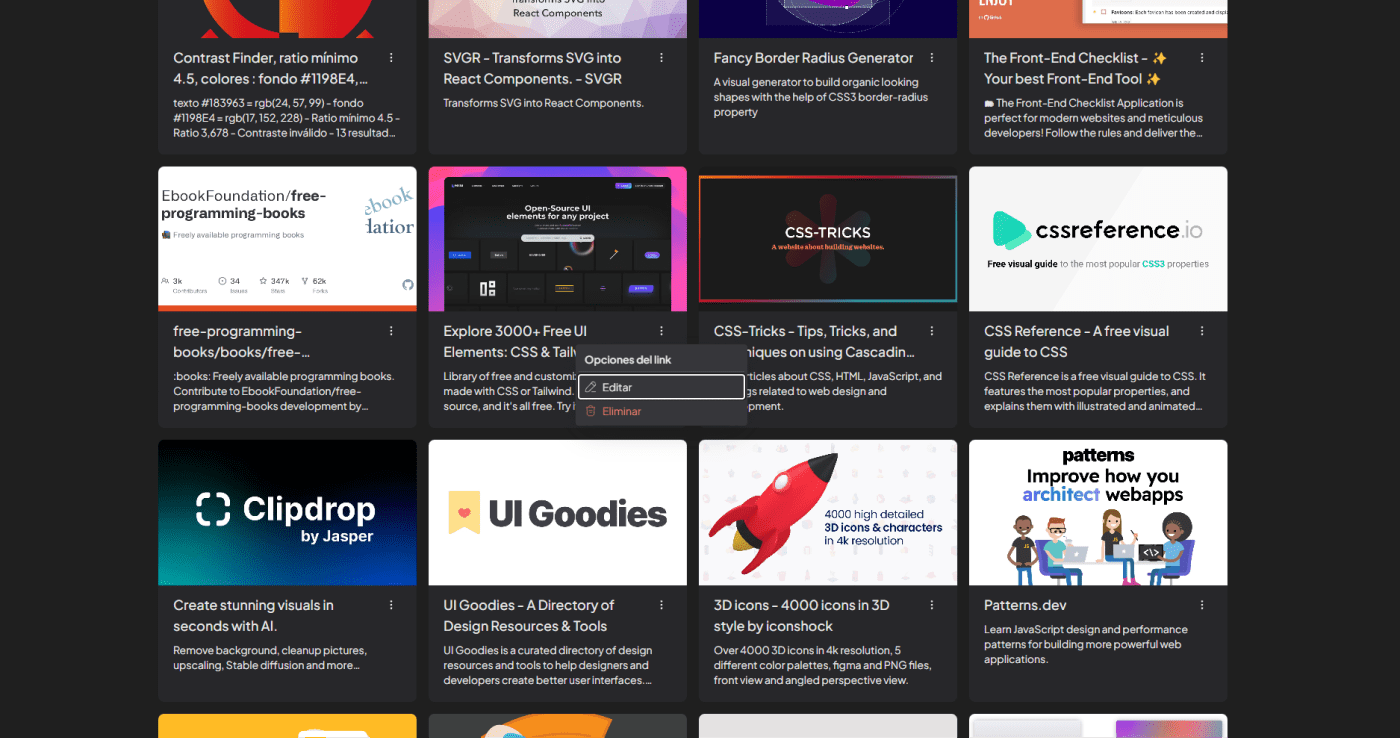 ENJOY
React Components
Contrast Finder, ratio mínimo
4.5, colores : fondo #1198E4,...
texto #183963 = rgb(24, 57, 99) - fondo
#1198E4 = rgb(17, 152, 228) - Ratio mínimo 4.5 -
Ratio 3,678 - Contraste inválido - 13 resultad...
SVGR - Transforms SVG into
React Components. - SVGR
Transforms SVG into React Components.
Fancy Border Radius Generator
A visual generator to build organic looking
shapes with the help of CSS3 border-radius
property
The Front-End Checklist - ✨
Your best Front-End Tool ✨
🗂 The Front-End Checklist Application is
perfect for modern websites and meticulous
developers! Follow the rules and deliver the...
EbookFoundation/free-
programming-books
Freely available programming books
3k
Contributors
34
Issues
347k
Stars
62k
Forks
ebook
dation
free-programming-
books/books/free-...
:books: Freely available programming books.
Contribute to EbookFoundation/free-
programming-books development by...
Open-Source UI
elements for any project
Explore 3000+ Free UI
Elements: CSS & Tailw
Library of free and customiz
made with CSS or Tailwind.
source, and it's all free. Try
Opciones del link
Editar
Eliminar
CSS-TRICKS
A website about building websites.
CSS-Tricks - Tips, Tricks, and
niques on using Cascadin...
rticles about CSS, HTML, JavaScript, and
gs related to web design and
pment.
cssreference.io
Free visual guide to the most popular CSS3 properties
CSS Reference - A free visual
guide to CSS
CSS Reference is a free visual guide to CSS. It
features the most popular properties, and
explains them with illustrated and animated...
Clipdrop
by Jasper
Create stunning visuals in
seconds with AI.
Remove background, cleanup pictures,
upscaling, Stable diffusion and more...
UI Goodies
UI Goodies - A Directory of
Design Resources & Tools
UI Goodies is a curated directory of design
resources and tools to help designers and
developers create better user interfaces....
4000 high detailed
3D icons & characters
in 4k resolution
3D icons - 4000 icons in 3D
style by iconshock
Over 4000 3D icons in 4k resolution, 5
different color palettes, figma and PNG files,
front view and angled perspective view.
patterns
Improve how you
architect webapps
JS
JS
</>
Patterns.dev
Learn JavaScript design and performance
patterns for building more powerful web
applications.